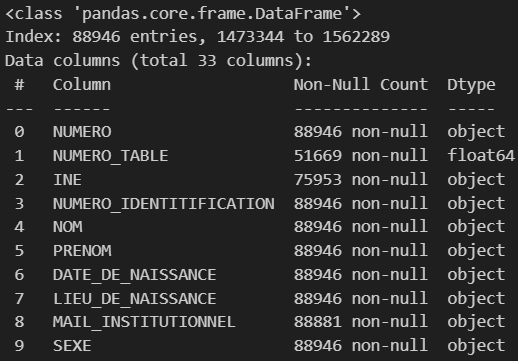 <class 'pandas.core.frame.DataFrame'>
Index: 88946 entries, 1473344 to 1562289
Data columns (total 33 columns):
 #   Column                 Non-Null Count  Dtype
---  ------                 --------------  -----
 0   NUMERO                 88946 non-null  object
 1   NUMERO_TABLE           51669 non-null  float64
 2   INE                    75953 non-null  object
 3   NUMERO_IDENTITIFICATION  88946 non-null  object
 4   NOM                    88946 non-null  object
 5   PRENOM                 88946 non-null  object
 6   DATE_DE_NAISSANCE      88946 non-null  object
 7   LIEU_DE_NAISSANCE      88946 non-null  object
 8   MAIL_INSTITUTIONNEL    88881 non-null  object
 9   SEXE                   88946 non-null  object